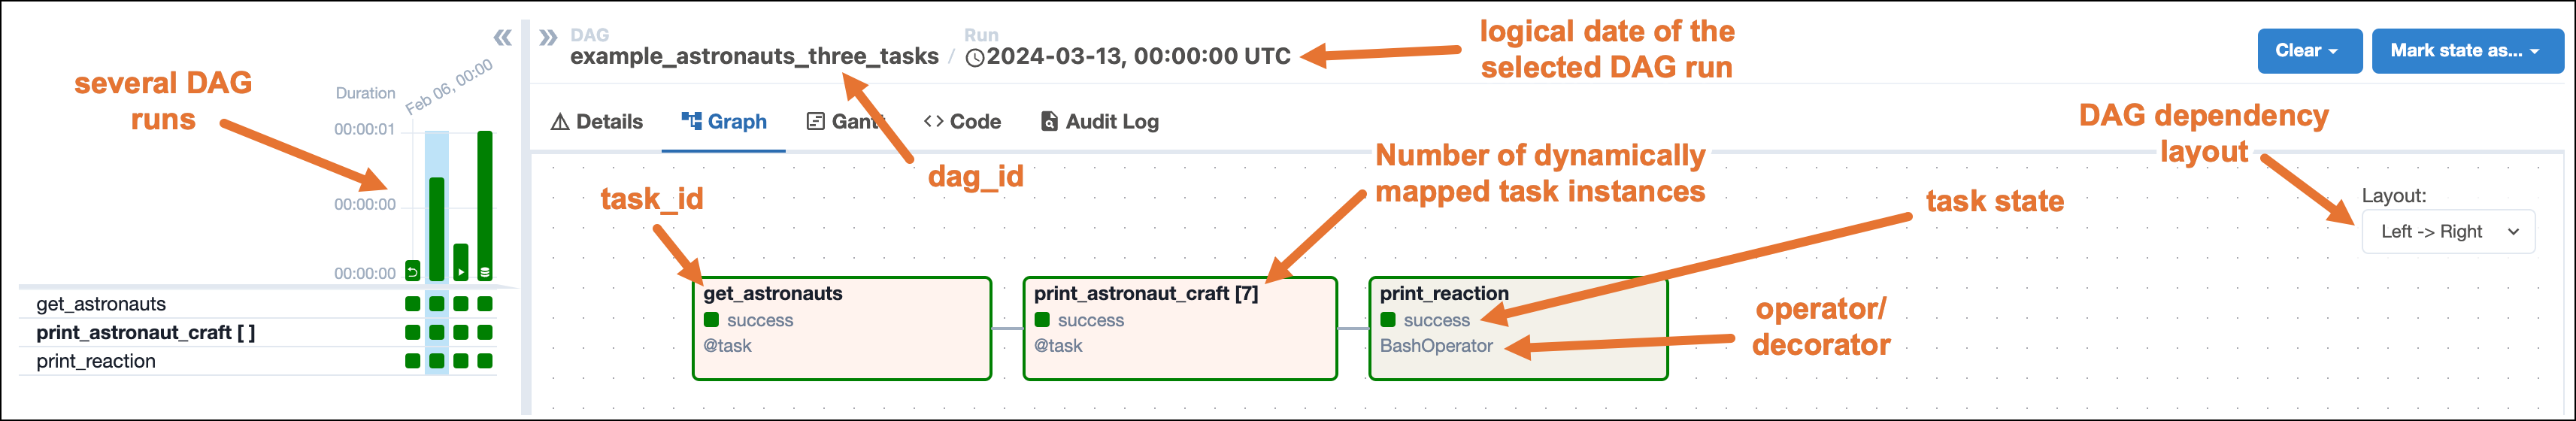 several DAG
runs
Duration
Feb 06, 00:00
00:00:01
00:00:00
00:00:00
get_astronauts
print_astronaut_craft [ ]
print_reaction
DAG
example_astronauts_three_tasks
/
Run
2024-03-13, 00:00:00 UTC
logical date of the
selected DAG run
Clear
Mark state as...
Details
Graph
Gantt
Code
Audit Log
dag_id
task_id
Number of dynamically
mapped task instances
task state
DAG dependency
layout
Layout:
Left -> Right
get_astronauts
success
@task
print_astronaut_craft [7]
success
@task
print_reaction
success
BashOperator
operator/
decorator